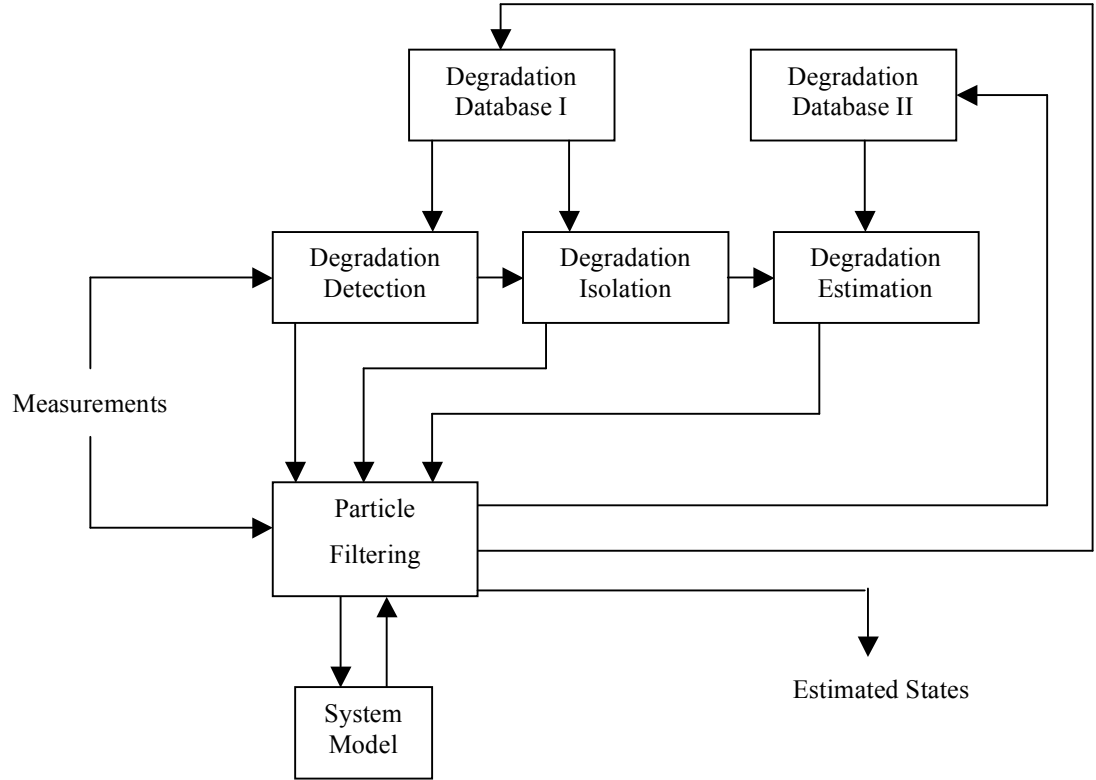 Degradation
Database I
Degradation
Database II
Degradation
Detection
Degradation
Isolation
Degradation
Estimation
Measurements
Particle
Filtering
Estimated States
System
Model